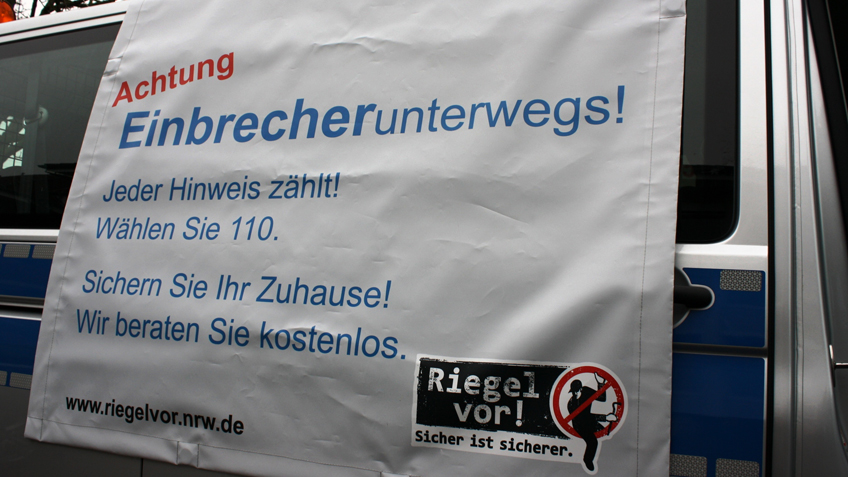 Achtung
Einbrecherunterwegs!
Jeder Hinweis zählt!
Wählen Sie 110.
Sichern Sie Ihr Zuhause!
Wir beraten Sie kostenlos.
www.riegelvor.nrw.de
Riegel
vor!
Sicher ist sicherer.